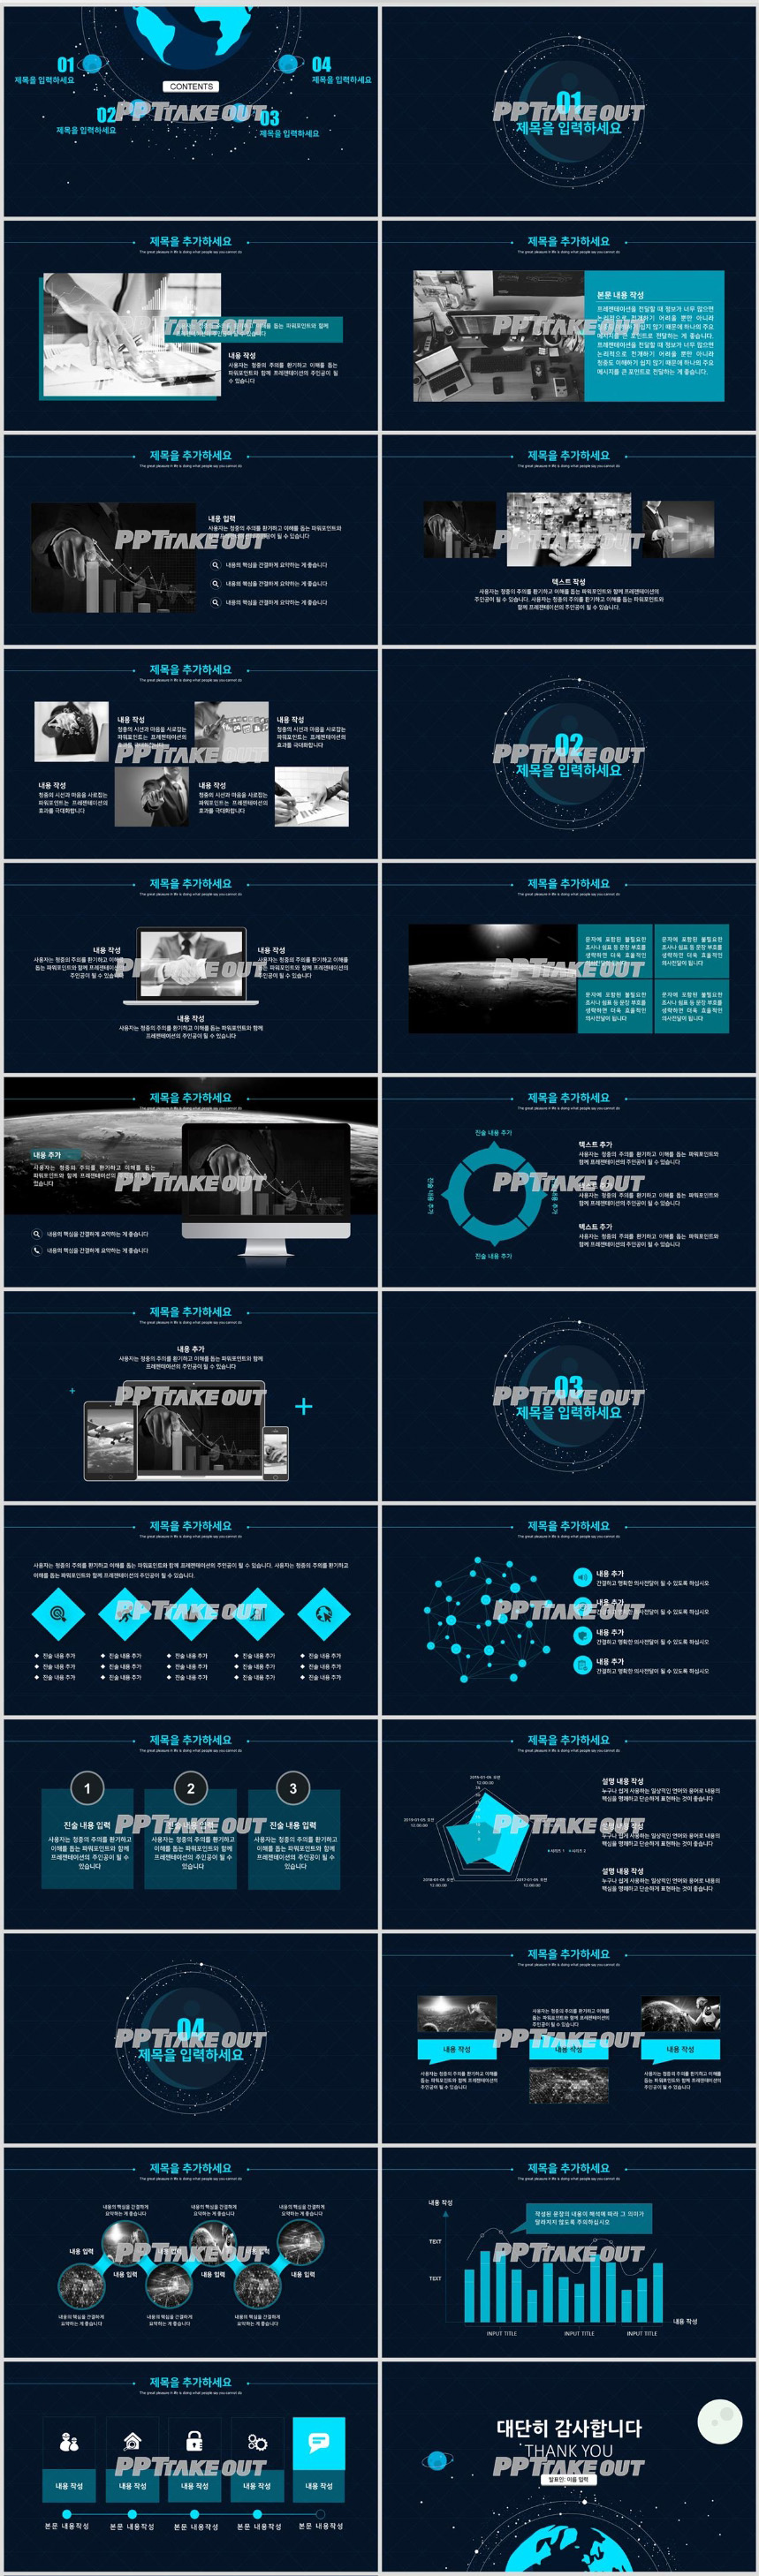 01
제목을 입력하세요
04
제목을 입력하세요
CONTENTS
02
제목을 입력하세요
03
제목을 입력하세요
PPT TAKE OUT
01
제목을 입력하세요
PPT TAKE OUT
제목을 추가하세요
The great pleasure in life is doing what people say you cannot do
PPT TAKE OUT
내용 작성
사용자는 청중의 주의를 환기하고 이해를 돕는
파워포인트와 함께 프레젠테이션의 주인공이 될
수 있습니다
제목을 추가하세요
The great pleasure in life is doing what people say you cannot do
본문 내용 작성
프레젠테이션을 전달할 때 정보가 너무 많으면
논리적으로 전개하기 어려울 뿐만 아니라
청중도 이해하기 쉽지 않기 때문에 하나의 주요
메시지를 큰 포인트로 전달하는 게 좋습니다.
프레젠테이션을 전달할 때 정보가 너무 많으면
논리적으로 전개하기 어려울 뿐만 아니라
청중도 이해하기 쉽지 않기 때문에 하나의 주요
메시지를 큰 포인트로 전달하는 게 좋습니다.
PPT TAKE OUT
제목을 추가하세요
The great pleasure in life is doing what people say you cannot do
내용 입력
사용자는 청중의 주의를 환기하고 이해를 돕는 파워포인트와
PPT TAKE OUT
내용의 핵심을 간결하게 요약하는 게 좋습니다
내용의 핵심을 간결하게 요약하는 게 좋습니다
내용의 핵심을 간결하게 요약하는 게 좋습니다
제목을 추가하세요
The great pleasure in life is doing what people say you cannot do
PPT TAKE OUT
텍스트 작성
사용자는 청중의 주의를 환기하고 이해를 돕는 파워포인트와 함께 프레젠테이션의
주인공이 될 수 있습니다. 사용자는 청중의 주의를 환기하고 이해를 돕는 파워포인트와
함께 프레젠테이션의 주인공이 될 수 있습니다.
제목을 추가하세요
The great pleasure in life is doing what people say you cannot do
내용 작성
청중의 시선과 마음을 사로잡는
파워포인트는 프레젠테이션의
효과를 극대화합니다
내용 작성
청중의 시선과 마음을 사로잡는
파워포인트는 프레젠테이션의
효과를 극대화합니다
PPT TAKE OUT
내용 작성
청중의 시선과 마음을 사로잡는
파워포인트는 프레젠테이션의
효과를 극대화합니다
내용 작성
청중의 시선과 마음을 사로잡는
파워포인트는 프레젠테이션의
효과를 극대화합니다
02
제목을 입력하세요
PPT TAKE OUT
제목을 추가하세요
The great pleasure in life is doing what people say you cannot do
내용 작성
사용자는 청중의 주의를 환기하고 이해를
돕는 파워포인트와 함께 프레젠테이션의
주인공이 될 수 있습니다
내용 작성
사용자는 청중의 주의를 환기하고 이해를
돕는 파워포인트와 함께 프레젠테이션의
주인공이 될 수 있습니다
PPT TAKE OUT
내용 작성
사용자는 청중의 주의를 환기하고 이해를 돕는 파워포인트와 함께
프레젠테이션의 주인공이 될 수 있습니다
제목을 추가하세요
The great pleasure in life is doing what people say you cannot do
문자에 포함된 불필요한
조사나 쉼표 등 문장 부호를
생략하면 더욱 효율적인
의사전달이 됩니다
문자에 포함된 불필요한
조사나 쉼표 등 문장 부호를
생략하면 더욱 효율적인
의사전달이 됩니다
PPT TAKE OUT
문자에 포함된 불필요한
조사나 쉼표 등 문장 부호를
생략하면 더욱 효율적인
의사전달이 됩니다
문자에 포함된 불필요한
조사나 쉼표 등 문장 부호를
생략하면 더욱 효율적인
의사전달이 됩니다
제목을 추가하세요
The great pleasure in life is doing what people say you cannot do
내용 추가
사용자는 청중의 주의를 환기하고 이해를 돕는
파워포인트와 함께 프레젠테이션의 주인공이 될 수
있습니다
PPT TAKE OUT
내용의 핵심을 간결하게 요약하는 게 좋습니다
내용의 핵심을 간결하게 요약하는 게 좋습니다
제목을 추가하세요
The great pleasure in life is doing what people say you cannot do
진술 내용 추가
진술 내용 추가
진술 내용 추가
진술 내용 추가
텍스트 추가
사용자는 청중의 주의를 환기하고 이해를 돕는 파워포인트와
함께 프레젠테이션의 주인공이 될 수 있습니다
PPT TAKE OUT
사용자는 청중의 주의를 환기하고 이해를 돕는 파워포인트와
함께 프레젠테이션의 주인공이 될 수 있습니다
텍스트 추가
사용자는 청중의 주의를 환기하고 이해를 돕는 파워포인트와
함께 프레젠테이션의 주인공이 될 수 있습니다
제목을 추가하세요
The great pleasure in life is doing what people say you cannot do
내용 추가
사용자는 청중의 주의를 환기하고 이해를 돕는 파워포인트와 함께
프레젠테이션의 주인공이 될 수 있습니다
PPT TAKE OUT
03
제목을 입력하세요
PPT TAKE OUT
제목을 추가하세요
The great pleasure in life is doing what people say you cannot do
사용자는 청중의 주의를 환기하고 이해를 돕는 파워포인트와 함께 프레젠테이션의 주인공이 될 수 있습니다. 사용자는 청중의 주의를 환기하고
이해를 돕는 파워포인트와 함께 프레젠테이션의 주인공이 될 수 있습니다.
PPT TAKE OUT
진술 내용 추가 진술 내용 추가 진술 내용 추가 진술 내용 추가 진술 내용 추가
진술 내용 추가 진술 내용 추가 진술 내용 추가 진술 내용 추가 진술 내용 추가
진술 내용 추가 진술 내용 추가 진술 내용 추가 진술 내용 추가 진술 내용 추가
제목을 추가하세요
The great pleasure in life is doing what people say you cannot do
내용 추가
간결하고 명확한 의사전달이 될 수 있도록 하십시오
PPT TAKE OUT
간결하고 명확한 의사전달이 될 수 있도록 하십시오
내용 추가
간결하고 명확한 의사전달이 될 수 있도록 하십시오
내용 추가
간결하고 명확한 의사전달이 될 수 있도록 하십시오
제목을 추가하세요
The great pleasure in life is doing what people say you cannot do
1
진술 내용 입력
사용자는 청중의 주의를 환기하고
이해를 돕는 파워포인트와 함께
프레젠테이션의 주인공이 될 수
있습니다
2
진술 내용 입력
사용자는 청중의 주의를 환기하고
이해를 돕는 파워포인트와 함께
프레젠테이션의 주인공이 될 수
있습니다
3
진술 내용 입력
사용자는 청중의 주의를 환기하고
이해를 돕는 파워포인트와 함께
프레젠테이션의 주인공이 될 수
있습니다
PPT TAKE OUT
제목을 추가하세요
The great pleasure in life is doing what people say you cannot do
설명 내용 작성
누구나 쉽게 사용하는 일상적인 언어와 용어로 내용의
핵심을 명쾌하고 단순하게 표현하는 것이 좋습니다
PPT TAKE OUT
누구나 쉽게 사용하는 일상적인 언어와 용어로 내용의
핵심을 명쾌하고 단순하게 표현하는 것이 좋습니다
설명 내용 작성
누구나 쉽게 사용하는 일상적인 언어와 용어로 내용의
핵심을 명쾌하고 단순하게 표현하는 것이 좋습니다
04
제목을 입력하세요
PPT TAKE OUT
제목을 추가하세요
The great pleasure in life is doing what people say you cannot do
사용자는 청중의 주의를 환기하고 이해를
돕는 파워포인트와 함께 프레젠테이션의
주인공이 될 수 있습니다
PPT TAKE OUT
내용 작성
내용 작성
내용 작성
사용자는 청중의 주의를 환기하고 이해를
돕는 파워포인트와 함께 프레젠테이션의
주인공이 될 수 있습니다
사용자는 청중의 주의를 환기하고 이해를
돕는 파워포인트와 함께 프레젠테이션의
주인공이 될 수 있습니다
제목을 추가하세요
The great pleasure in life is doing what people say you cannot do
내용의 핵심을 간결하게
요약하는 게 좋습니다
내용의 핵심을 간결하게
요약하는 게 좋습니다
내용의 핵심을 간결하게
요약하는 게 좋습니다
내용 입력
PPT TAKE OUT
내용 입력
내용 입력
내용 입력
내용의 핵심을 간결하게
요약하는 게 좋습니다
내용의 핵심을 간결하게
요약하는 게 좋습니다
내용의 핵심을 간결하게
요약하는 게 좋습니다
제목을 추가하세요
The great pleasure in life is doing what people say you cannot do
내용 작성
작성된 문장의 내용이 해석에 따라 그 의미가
달라지지 않도록 주의하십시오
TEXT
PPT TAKE OUT
TEXT
내용 작성
INPUT TITLE
INPUT TITLE
INPUT TITLE
제목을 추가하세요
The great pleasure in life is doing what people say you cannot do
PPT TAKE OUT
내용 작성
내용 작성
내용 작성
내용 작성
내용 작성
본문 내용작성
본문 내용작성
본문 내용작성
본문 내용작성
본문 내용작성
대단히 감사합니다
THANK YOU
PPT TAKE OUT
발표인: 이름 입력